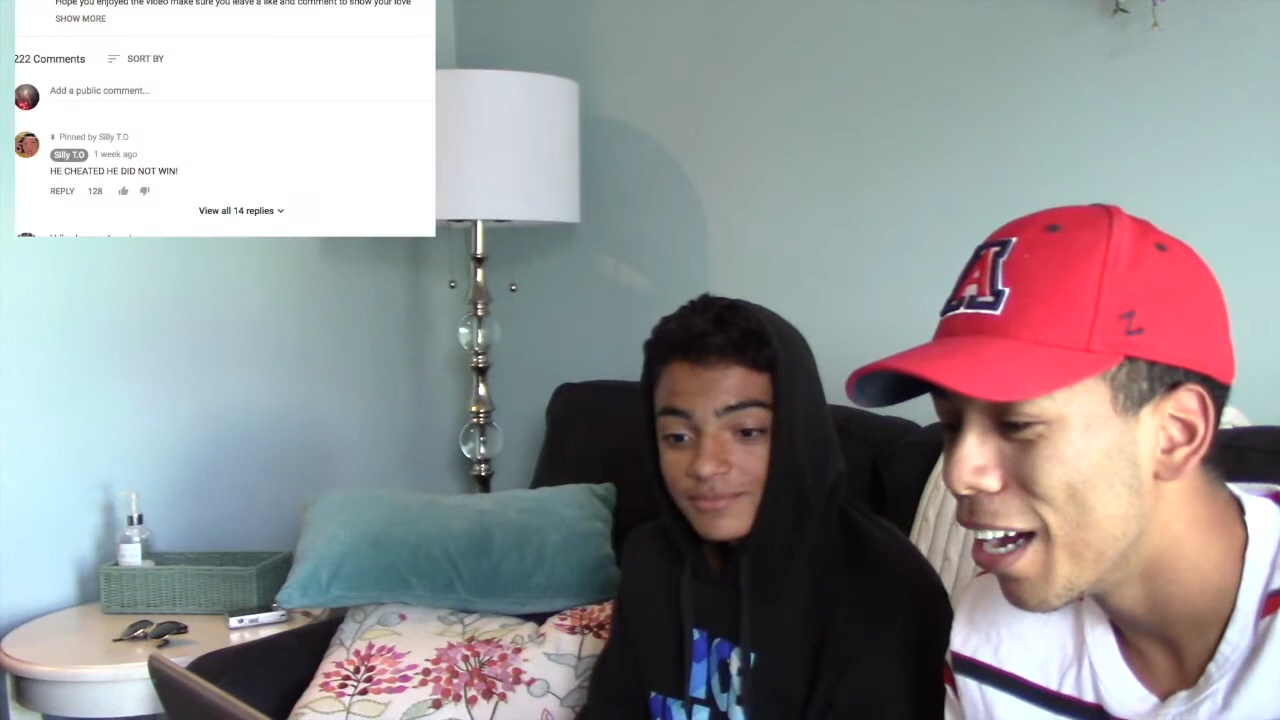 Hope you enjoyed the video make sure you leave a like and comment to show your love
SHOW MORE
222 Comments SORT BY
Add a public comment...
Pinned by Silly T.O
Silly T.O 1 week ago
HE CHEATED HE DID NOT WIN!
REPLY 128
View all 14 replies
A
Z